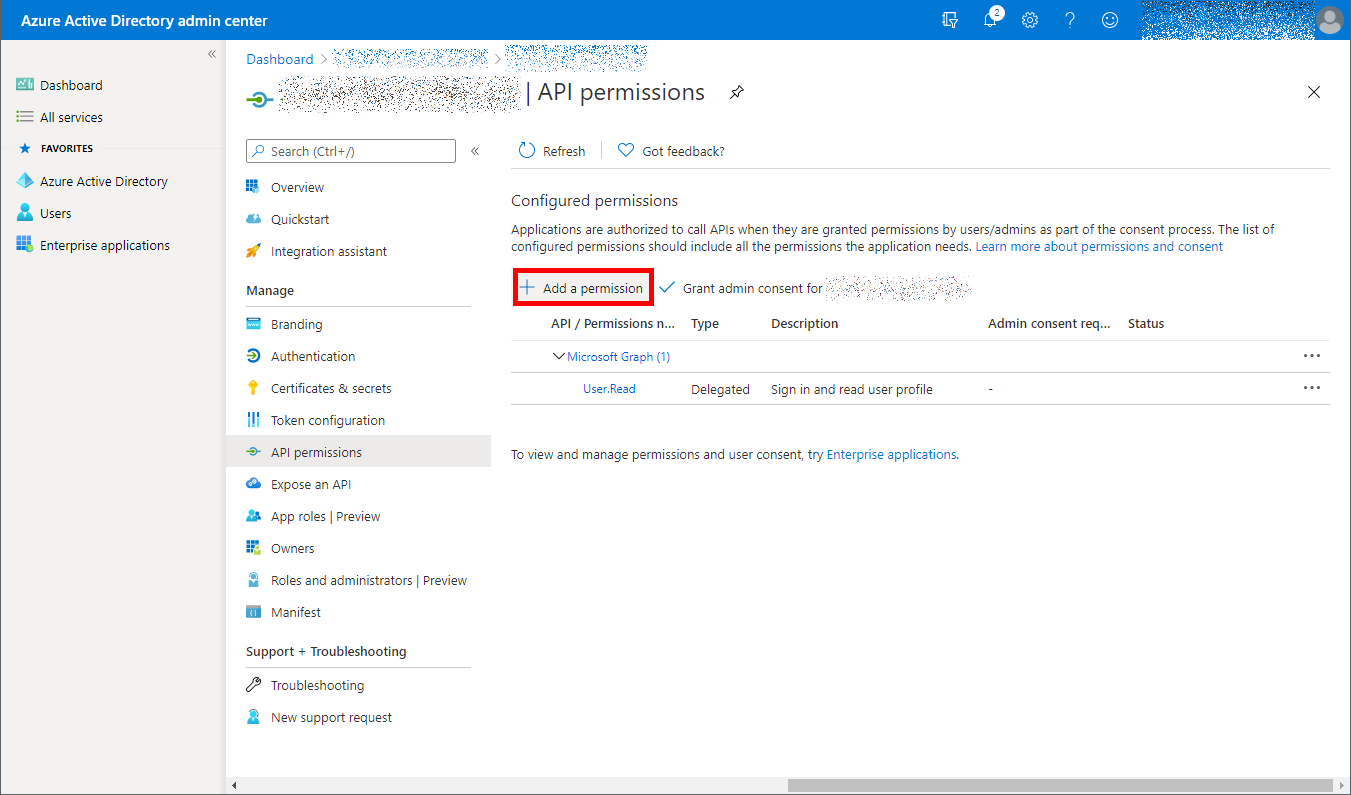 Azure Active Directory admin center
2
Dashboard
All services
FAVORITES
Azure Active Directory
Users
Enterprise applications
Dashboard
| API permissions
Search (Ctrl+/)
Overview
Quickstart
Integration assistant
Manage
Branding
Authentication
Certificates & secrets
Token configuration
API permissions
Expose an API
App roles | Preview
Owners
Roles and administrators | Preview
Manifest
Support + Troubleshooting
Troubleshooting
New support request
Refresh
Got feedback?
Configured permissions
Applications are authorized to call APIs when they are granted permissions by users/admins as part of the consent process. The list of
configured permissions should include all the permissions the application needs. Learn more about permissions and consent
Add a permission
Grant admin consent for
API / Permissions n... Type Description Admin consent req... Status
Microsoft Graph (1)
User.Read Delegated Sign in and read user profile -
To view and manage permissions and user consent, try Enterprise applications.